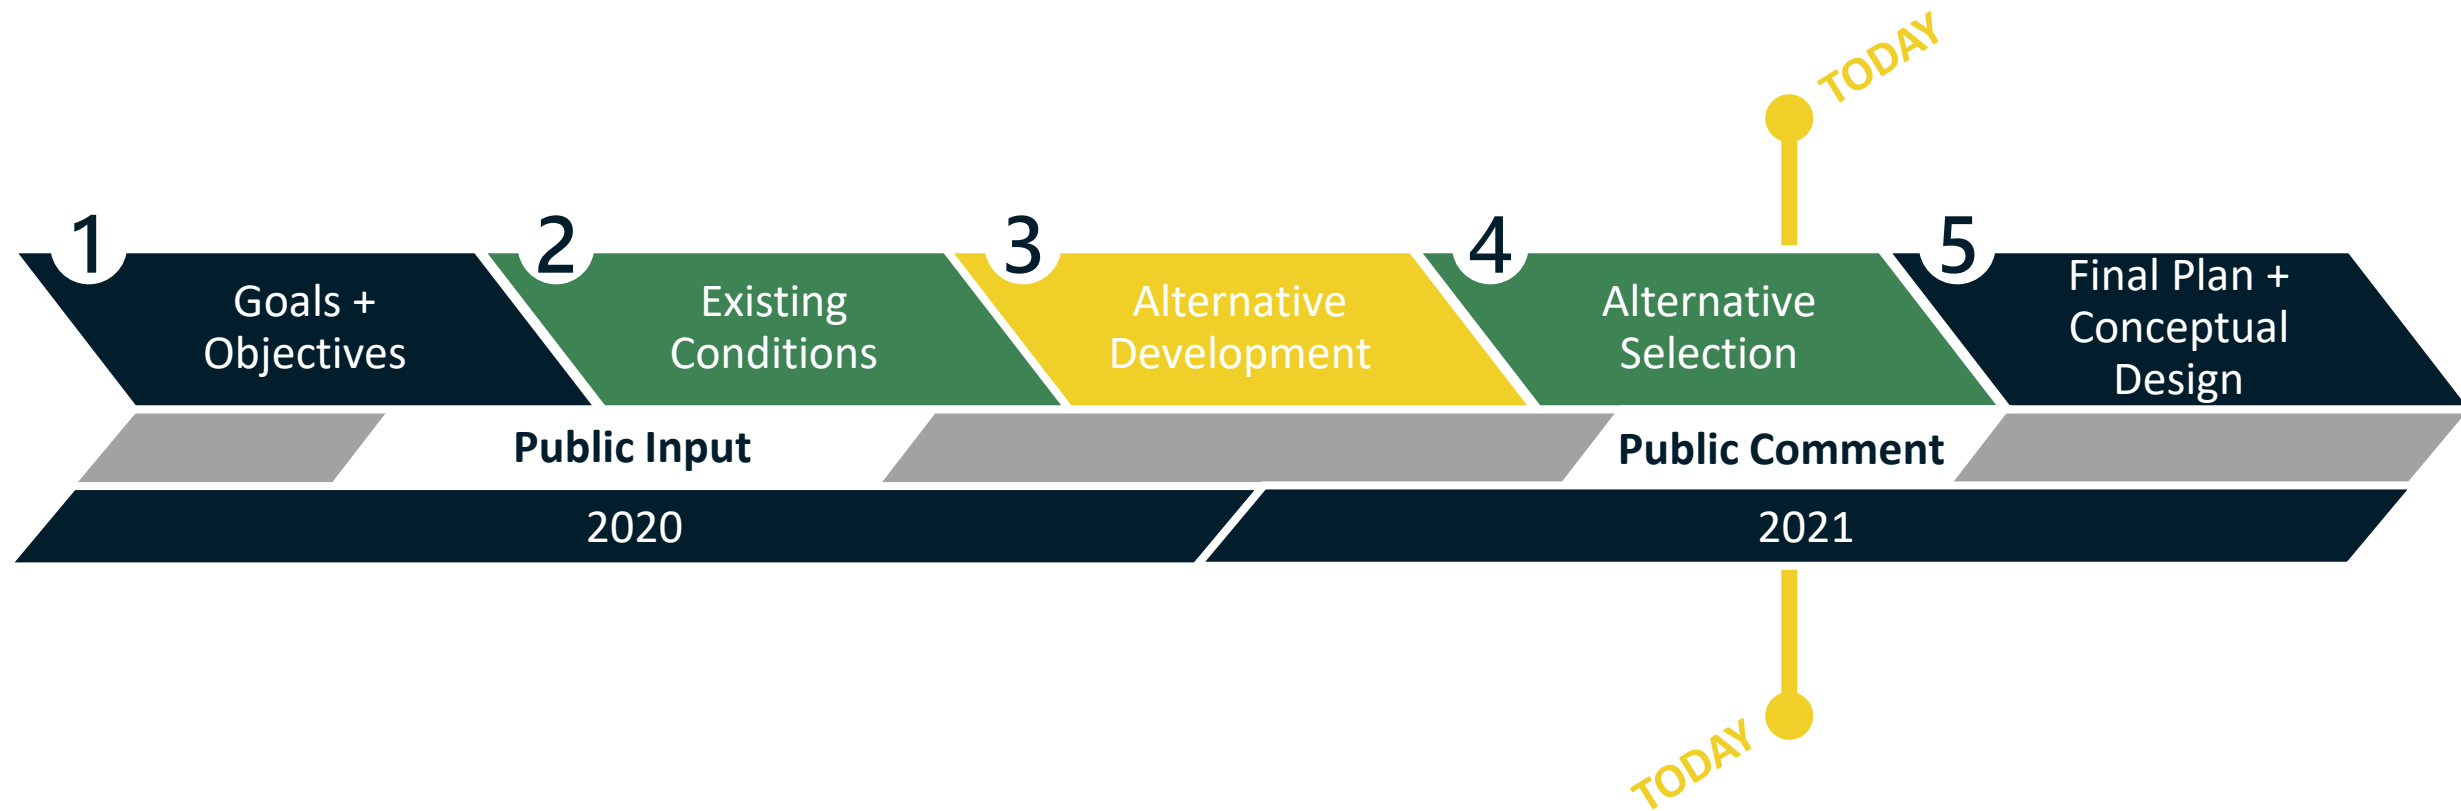 TODAY
1
Goals +
Objectives
2
Existing
Conditions
3
Alternative
Development
4
Alternative
Selection
5
Final Plan +
Conceptual
Design
Public Input
Public Comment
2020
2021
TODAY